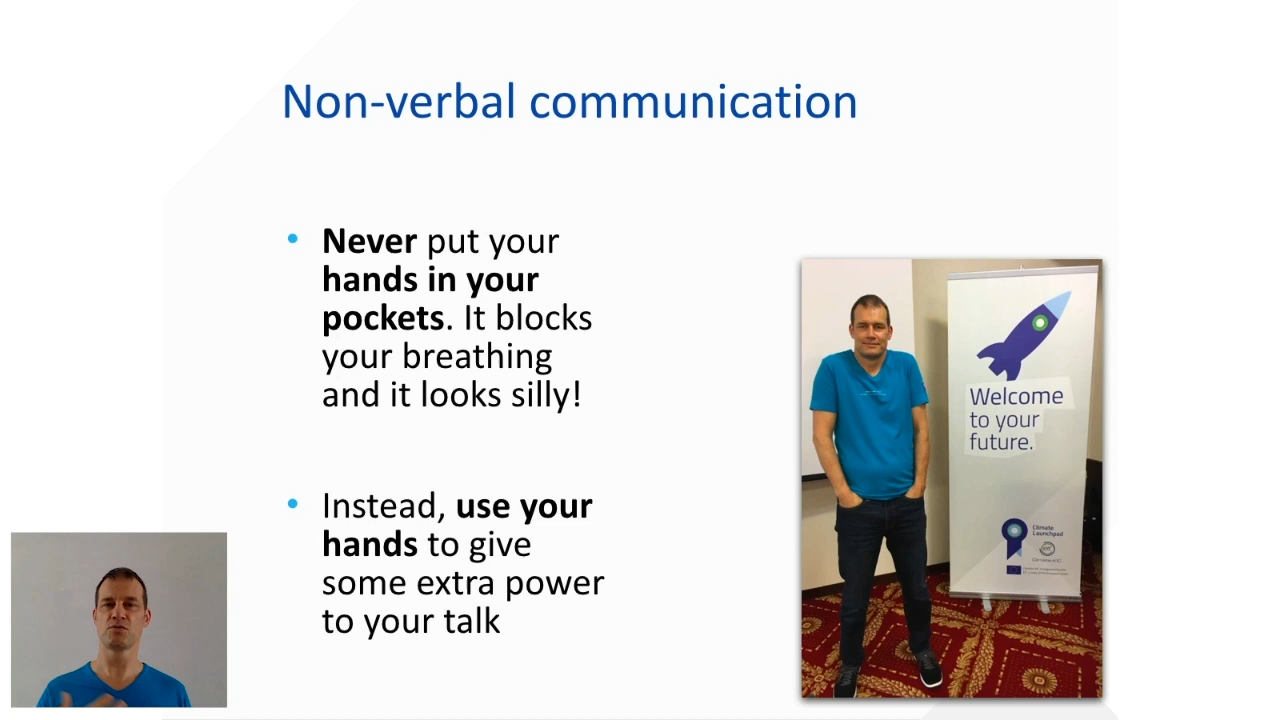 Non-verbal communication
• Never put your
hands in your
pockets. It blocks
your breathing
and it looks silly!
• Instead, use your
hands to give
some extra power
to your talk
Welcome
to your
future.
Climate
Launchpad